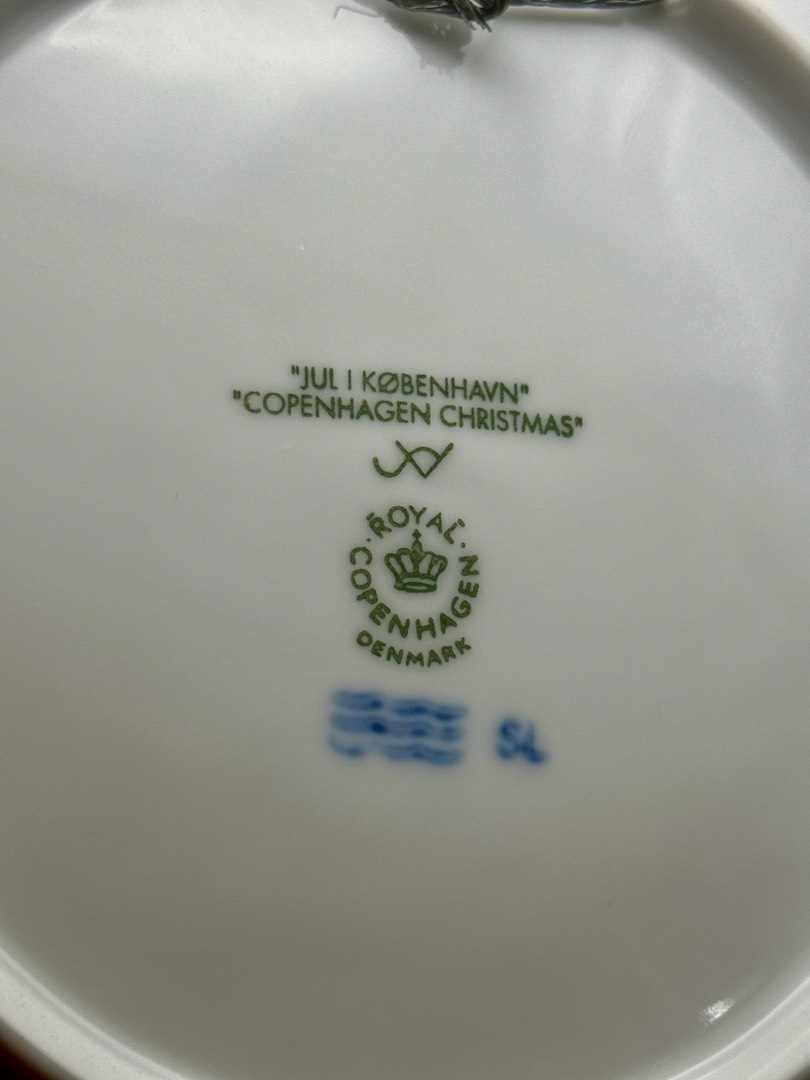 "JUL I KØBENHAVN"
"COPENHAGEN CHRISTMAS"
ROYAL
COPENHAGEN
DENMARK
SL